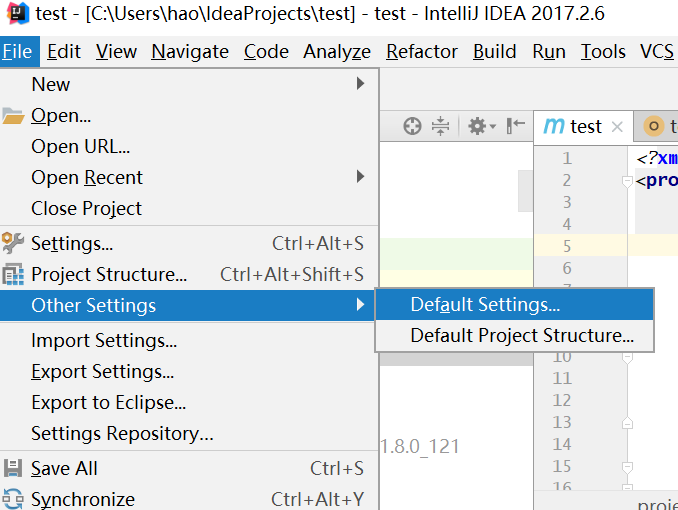 test - [C:\Users\hao\IdeaProjects\test] - test - IntelliJ IDEA 2017.2.6
File Edit View Navigate Code Analyze Refactor Build Run Tools VCS
New
Open...
Open URL...
Open Recent
Close Project
Settings... Ctrl+Alt+S
Project Structure... Ctrl+Alt+Shift+S
Other Settings
Import Settings...
Export Settings...
Export to Eclipse...
Settings Repository...
Save All Ctrl+S
Synchronize Ctrl+Alt+Y
Default Settings...
Default Project Structure...
1.8.0_121
m test
1 <?xm
2 <pro
3
4
5
6
10
11
12
13
14
15
16